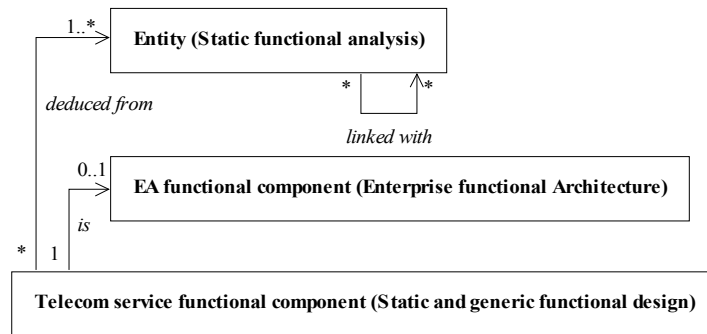 1..*
Entity (Static functional analysis)
deduced from
*
*
linked with
0..1
EA functional component (Enterprise functional Architecture)
is
*
1
Telecom service functional component (Static and generic functional design)